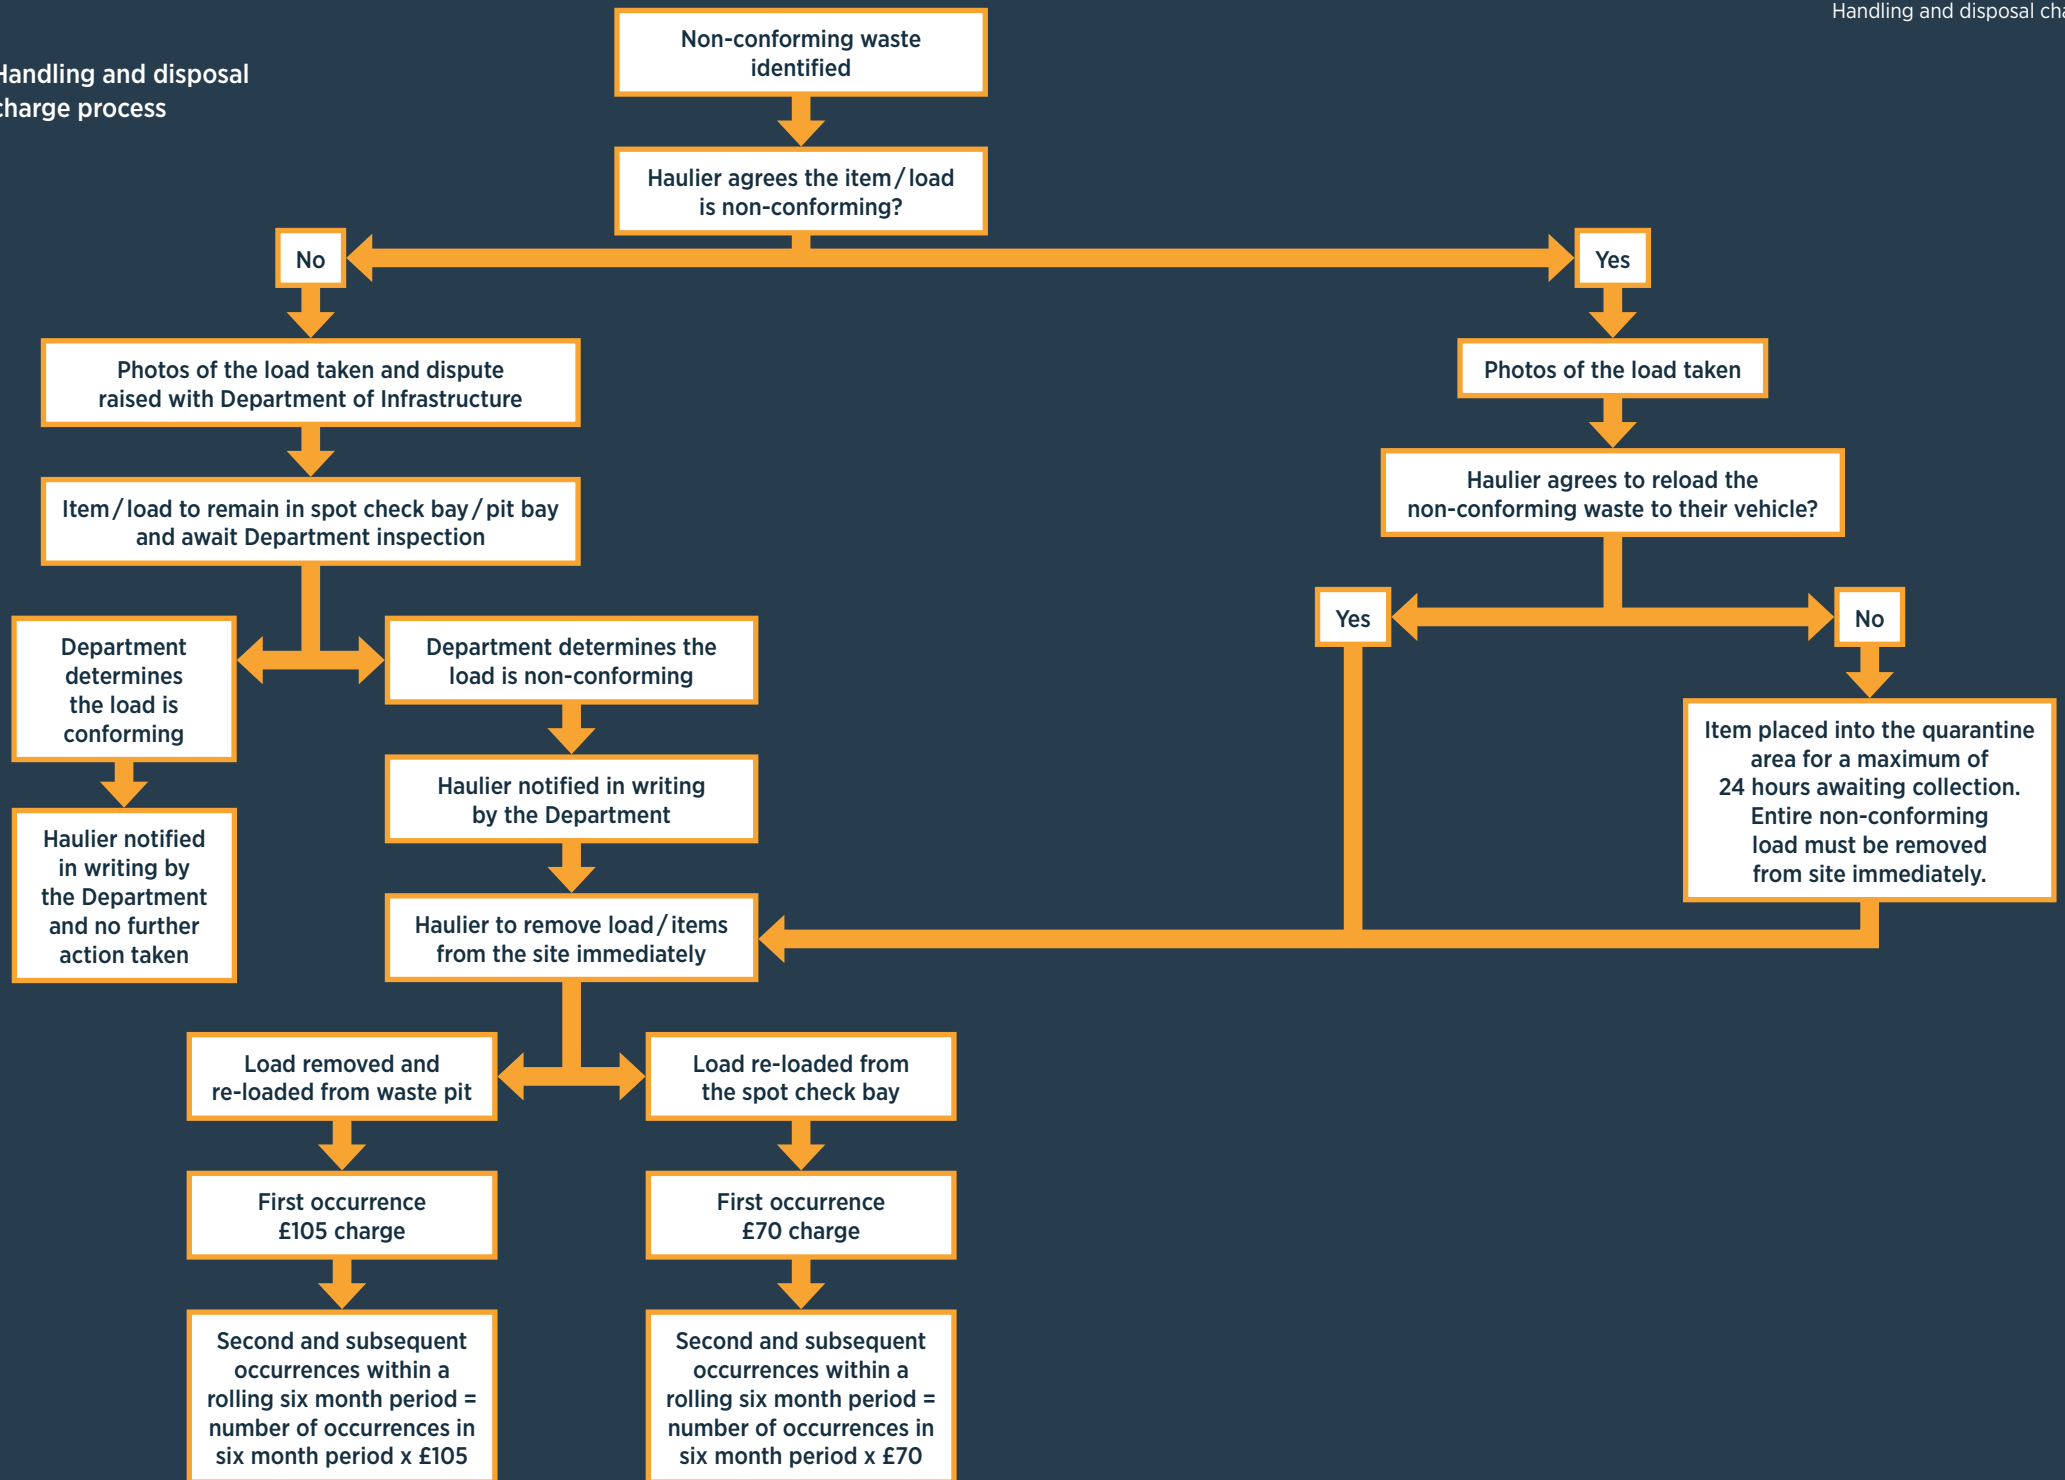 Handling and disposal
Handling and disposal
charge process
Non-conforming waste
identified
Haulier agrees the item/load
is non-conforming?
No
Yes
Photos of the load taken and dispute
raised with Department of Infrastructure
Photos of the load taken
Item/load to remain in spot check bay/pit bay
and await Department inspection
Haulier agrees to reload the
non-conforming waste to their vehicle?
Yes
No
Department
determines
the load is
conforming
Department determines the
load is non-conforming
Haulier notified in writing
by the Department
Item placed into the quarantine
area for a maximum of
24 hours awaiting collection.
Entire non-conforming
load must be removed
from site immediately.
Haulier notified
in writing by
the Department
and no further
action taken
Haulier to remove load/items
from the site immediately
Load removed and
re-loaded from waste pit
Load re-loaded from
the spot check bay
First occurrence
£105 charge
First occurrence
£70 charge
Second and subsequent
occurrences within a
rolling six month period =
number of occurrences in
six month period x £105
Second and subsequent
occurrences within a
rolling six month period =
number of occurrences in
six month period x £70